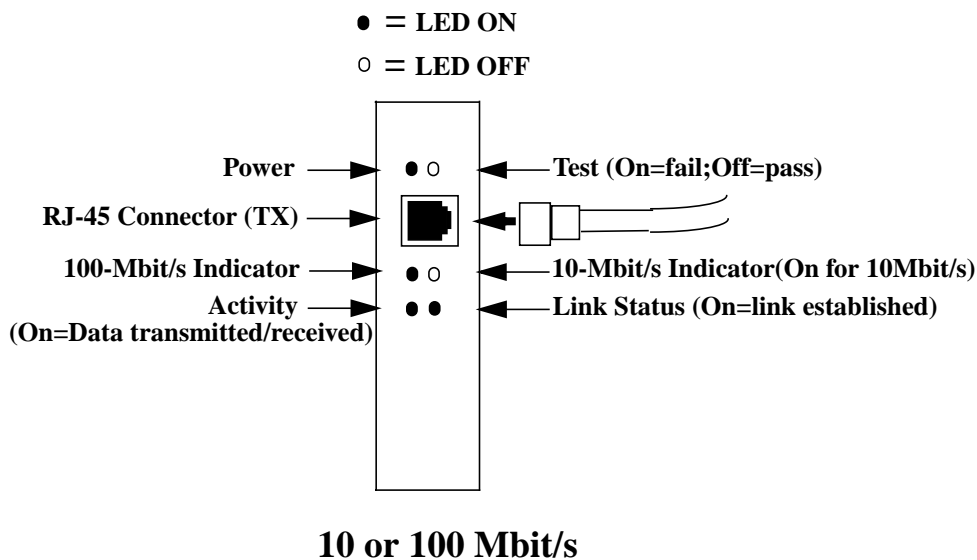 = LED ON
= LED OFF
Power
Test (On=fail;Off=pass)
RJ-45 Connector (TX)
100-Mbit/s Indicator
10-Mbit/s Indicator(On for 10Mbit/s)
Activity
(On=Data transmitted/received)
Link Status (On=link established)
10 or 100 Mbit/s